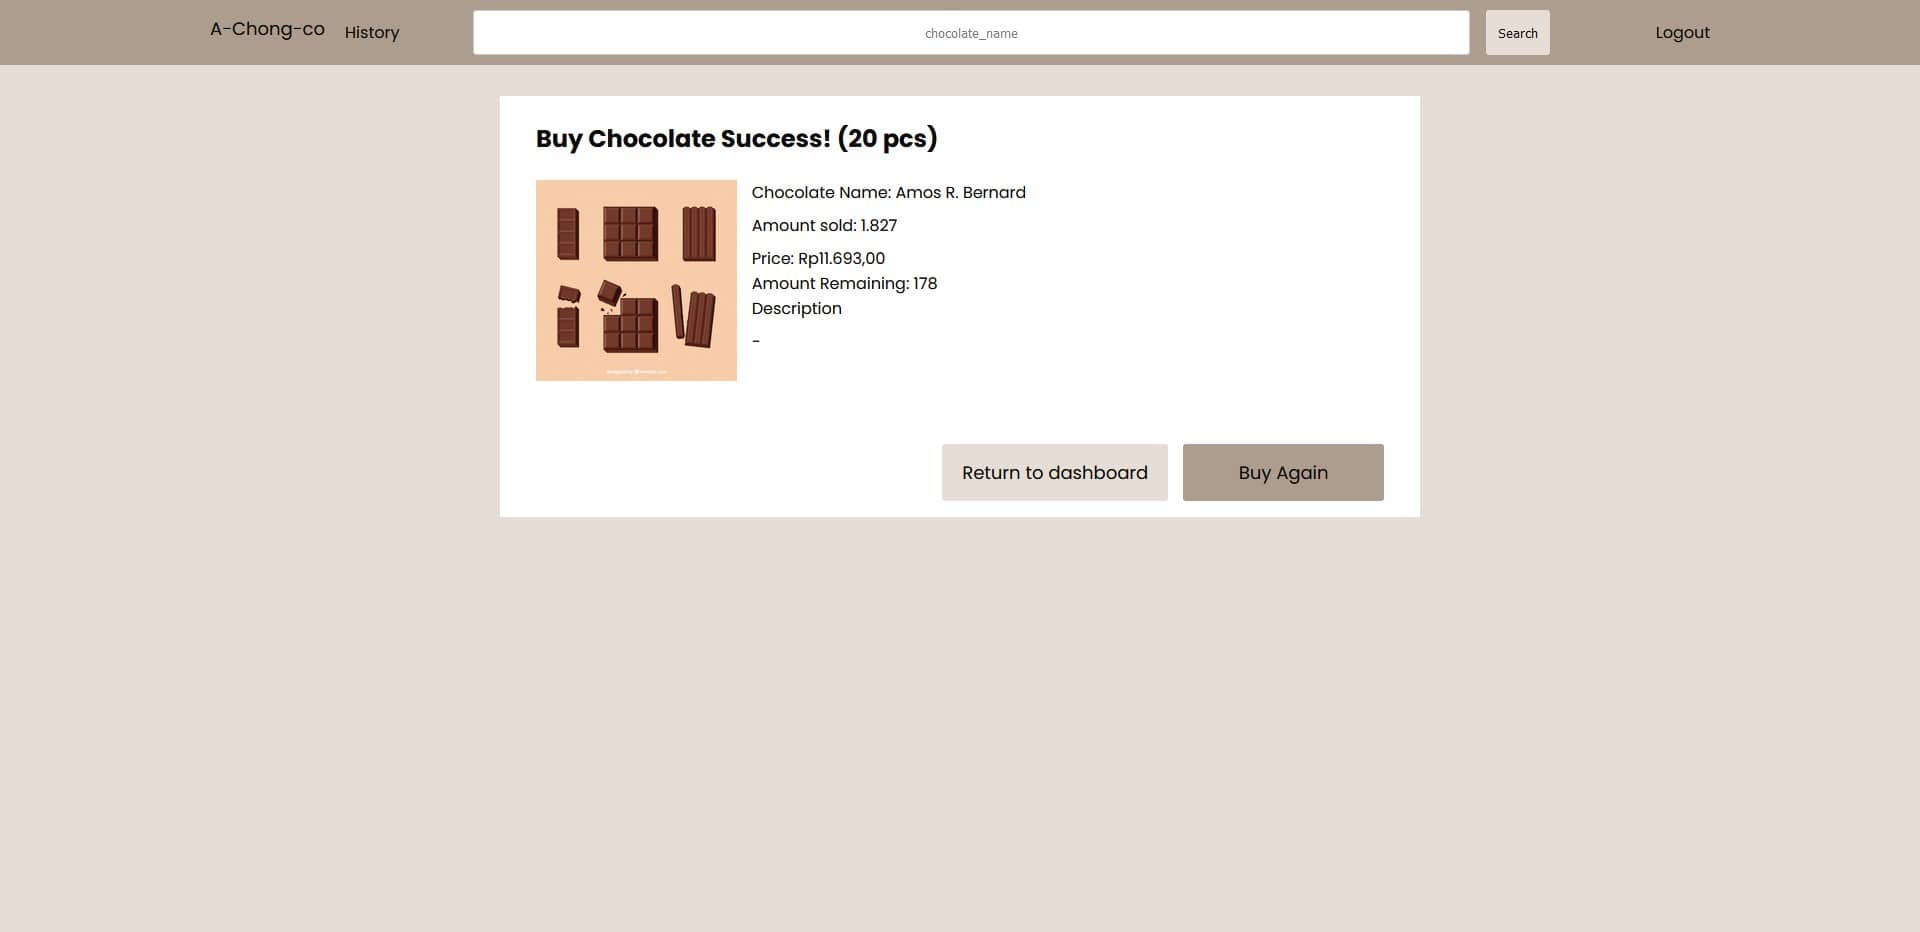 A-Chong-co
History
chocolate_name
Search
Logout
Buy Chocolate Success! (20 pcs)
Chocolate Name: Amos R. Bernard
Amount sold: 1.827
Price: Rp11.693,00
Amount Remaining: 178
Description
-
Return to dashboard
Buy Again